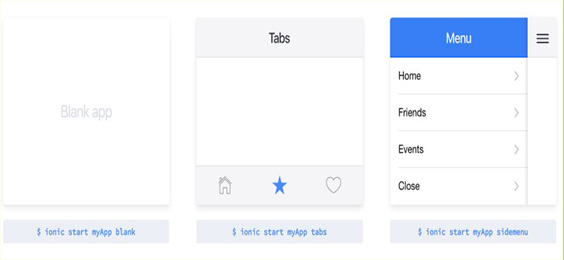 Blank app
$ ionic start myApp blank
Tabs
$ ionic start myApp tabs
Menu
Home
Friends
Events
Close
$ ionic start myApp sidemenu